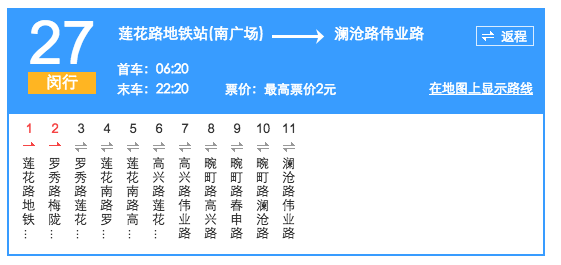 27
闵行
莲花路地铁站(南广场)
澜沧路伟业路
返程
首车：06:20
末车：22:20
票价：最高票价2元
在地图上显示路线
1
莲花路地铁…
2
罗秀路梅陇…
3
罗秀路莲花…
4
莲花南路罗…
5
莲花南路高…
6
高兴路莲花…
7
高兴路伟业路
8
畹町路高兴路
9
畹町路春申路
10
畹町路澜沧路
11
澜沧路伟业路